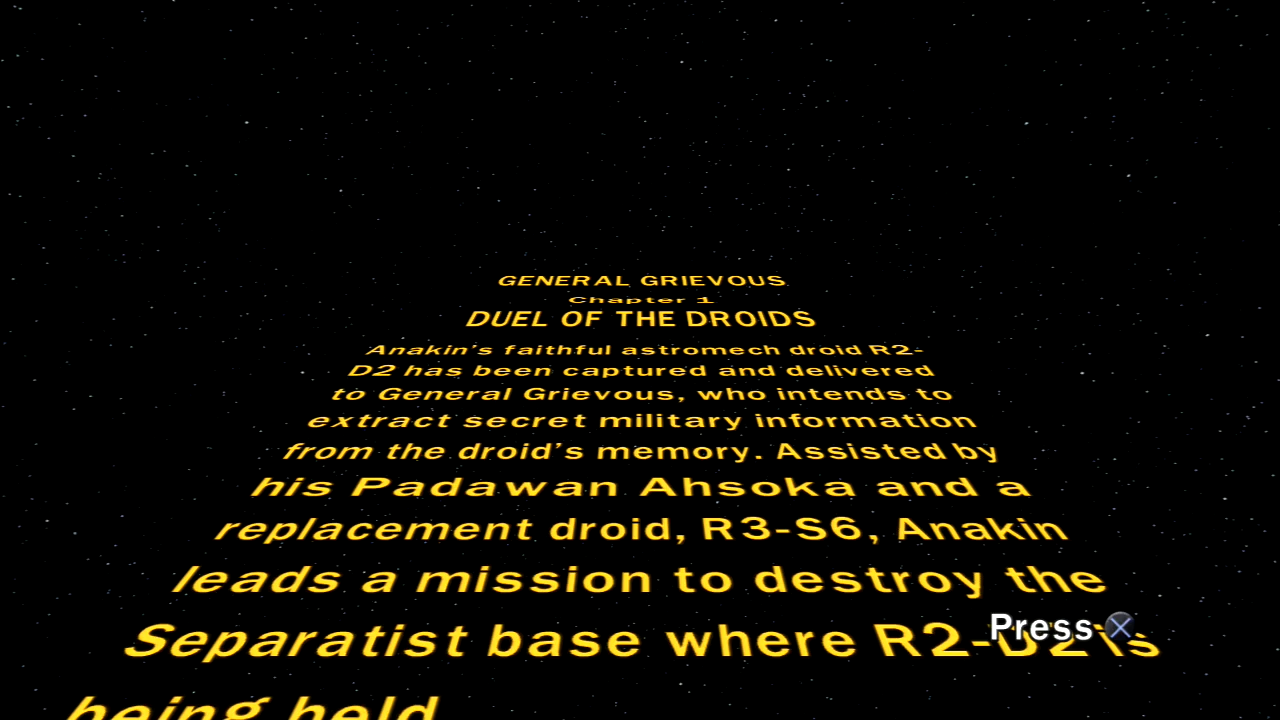 GENERAL GRIEVOUS
Chapter 1
DUEL OF THE DROIDS
Anakin's faithful astromech droid R2-
D2 has been captured and delivered
to General Grievous, who intends to
extract secret military information
from the droid's memory. Assisted by
his Padawan Ahsoka and a
replacement droid, R3-S6, Anakin
leads a mission to destroy the
Separatist base where R2-D2 is
being held
Press